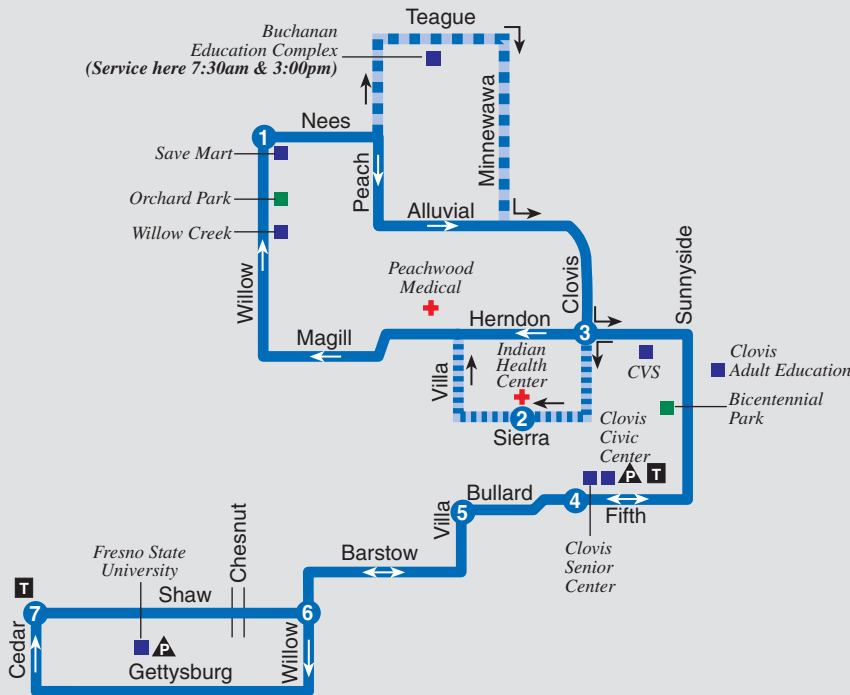 Teague
Buchanan
Education Complex
(Service here 7:30am & 3:00pm)
1
Nees
Save Mart
Peach
Minnewawa
Orchard Park
Alluvial
Willow Creek
Willow
Peachwood
Medical
Clovis
Sunnyside
Magill
Herndon
3
Villa
Indian
Health
Center
CVS
Clovis
Adult Education
2
Sierra
Bicentennial
Park
Clovis
Civic
Center
P
T
Bullard
4
Fifth
5
Villa
Clovis
Senior
Center
Barstow
Fresno State
University
Chesnut
T
Shaw
7
6
Cedar
P
Gettysburg
Willow